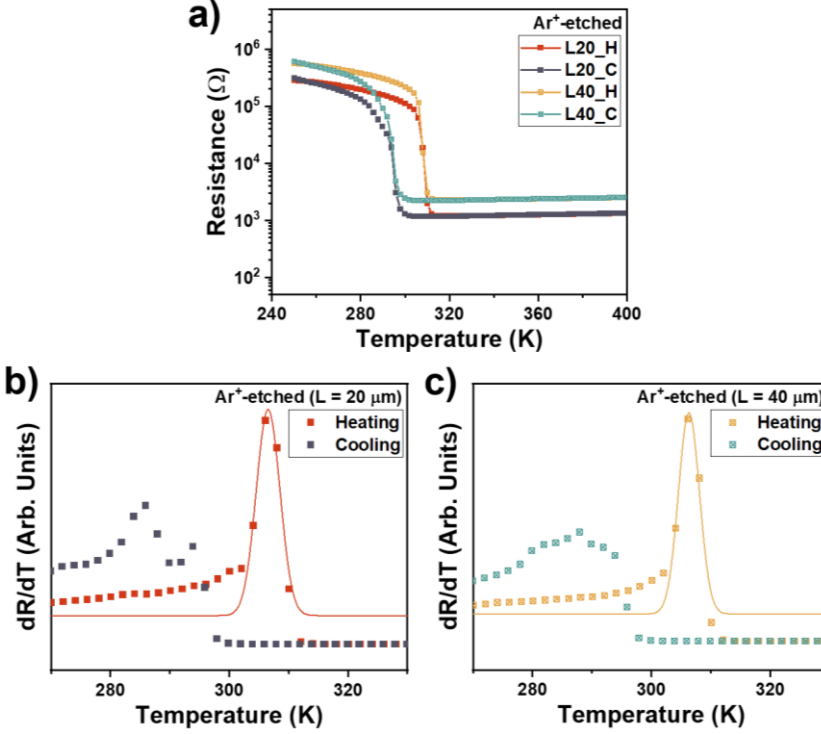 a)
Ar⁺-etched
L20_H
L20_C
L40_H
L40_C
Resistance (Ω)
10⁶
10⁵
10⁴
10³
10²
240 280 320 360 400
Temperature (K)
b)
Ar⁺-etched (L = 20 μm)
Heating
Cooling
dR/dT (Arb. Units)
280 300 320
Temperature (K)
c)
Ar⁺-etched (L = 40 μm)
Heating
Cooling
dR/dT (Arb. Units)
280 300 320
Temperature (K)